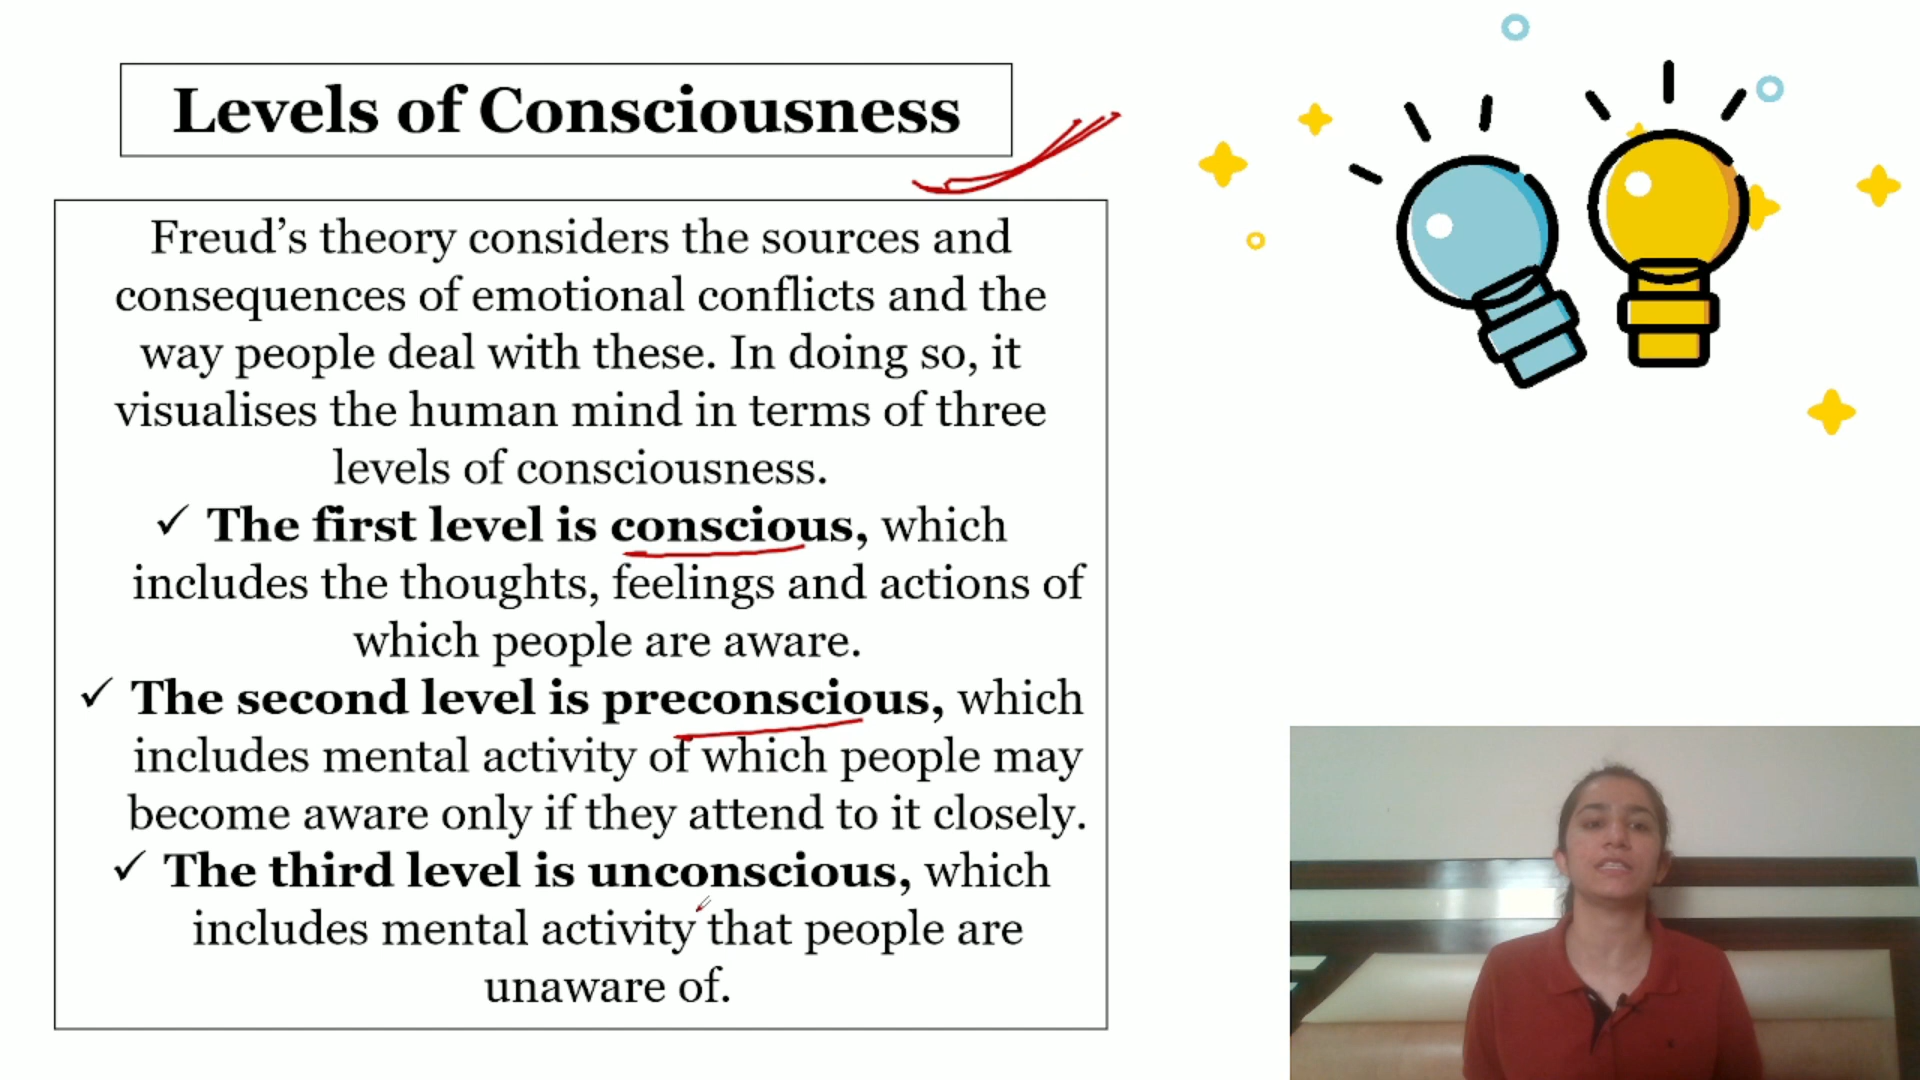 Levels of Consciousness
Freud’s theory considers the sources and
consequences of emotional conflicts and the
way people deal with these. In doing so, it
visualises the human mind in terms of three
levels of consciousness.
✓ The first level is conscious, which
includes the thoughts, feelings and actions of
which people are aware.
✓ The second level is preconscious, which
includes mental activity of which people may
become aware only if they attend to it closely.
✓ The third level is unconscious, which
includes mental activity that people are
unaware of.